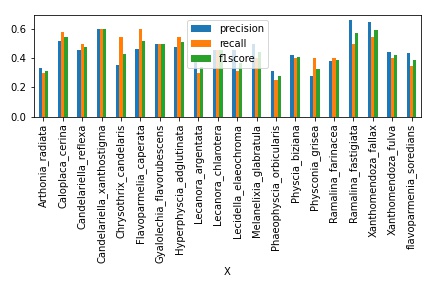 0.6
0.4
0.2
0.0
precision
recall
f1score
Arthonia_radiata
Caloplaca_cerina
Candelariella_reflexa
Candelariella_xanthostigma
Chrysothrix_candelaris
Flavoparmelia_caperata
Gyalolechia_flavorubescens
Hyperphyscia_adglutinata
Lecanora_argentata
Lecanora_chlarotera
Lecidella_elaeochroma
Melanelixia_glabratula
Phaeophyscia_orbicularis
Physcia_biziana
Physconia_grisea
Ramalina_farinacea
Ramalina_fastigiata
Xanthomendoza_fallax
Xanthomendoza_fulva
flavoparmenia_soredians
X